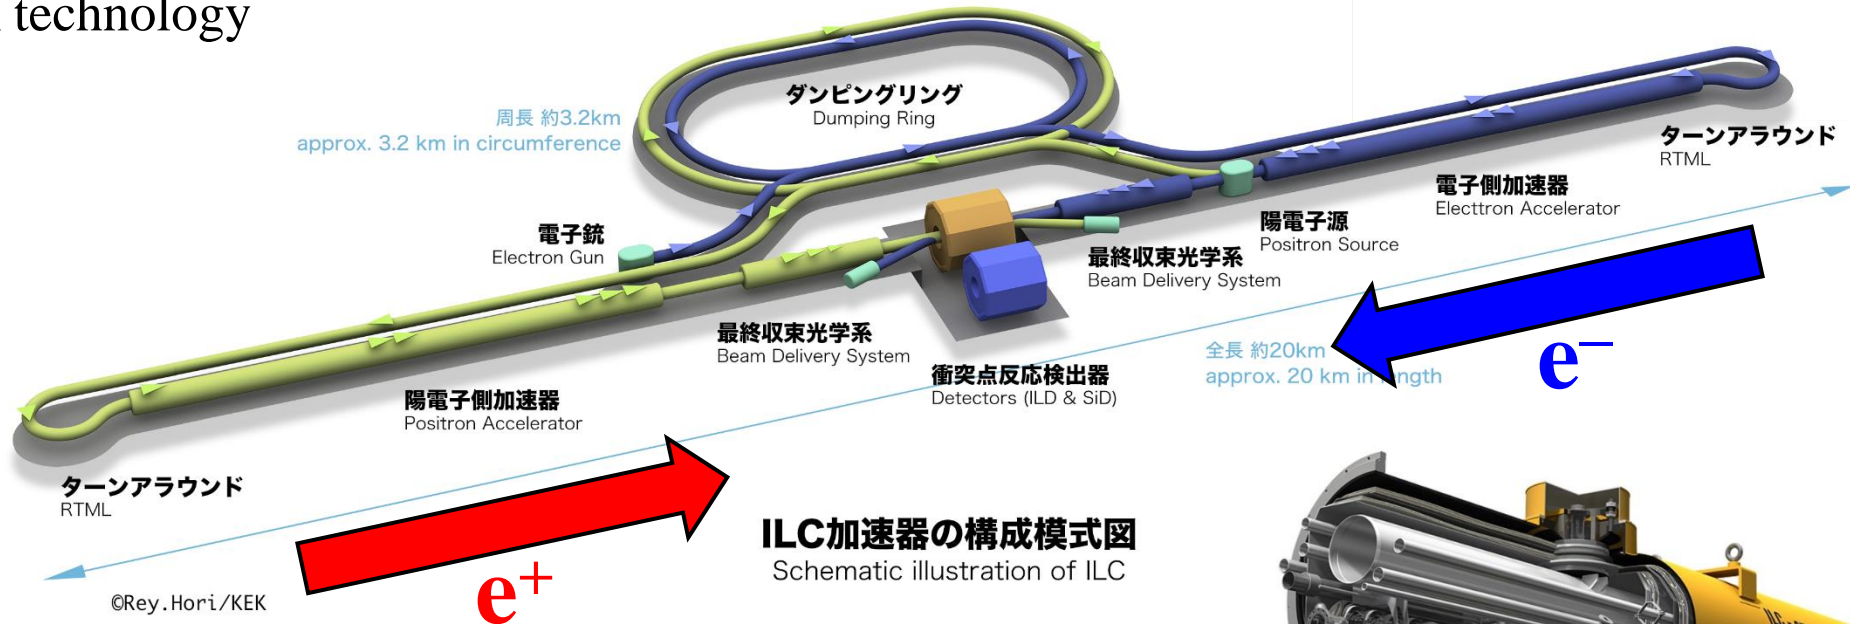 technology
ダンピングリング
Dumping Ring
周長 約3.2km
approx. 3.2 km in circumference
ターンアラウンド
RTML
電子側加速器
Electtron Accelerator
陽電子源
Positron Source
電子銃
Electron Gun
最終収束光学系
Beam Delivery System
最終収束光学系
Beam Delivery System
全長 約20km
approx. 20 km in length
e−
衝突点反応検出器
Detectors (ILD & SiD)
陽電子側加速器
Positron Accelerator
ターンアラウンド
RTML
ILC加速器の構成模式図
Schematic illustration of ILC
e+
©Rey.Hori/KEK